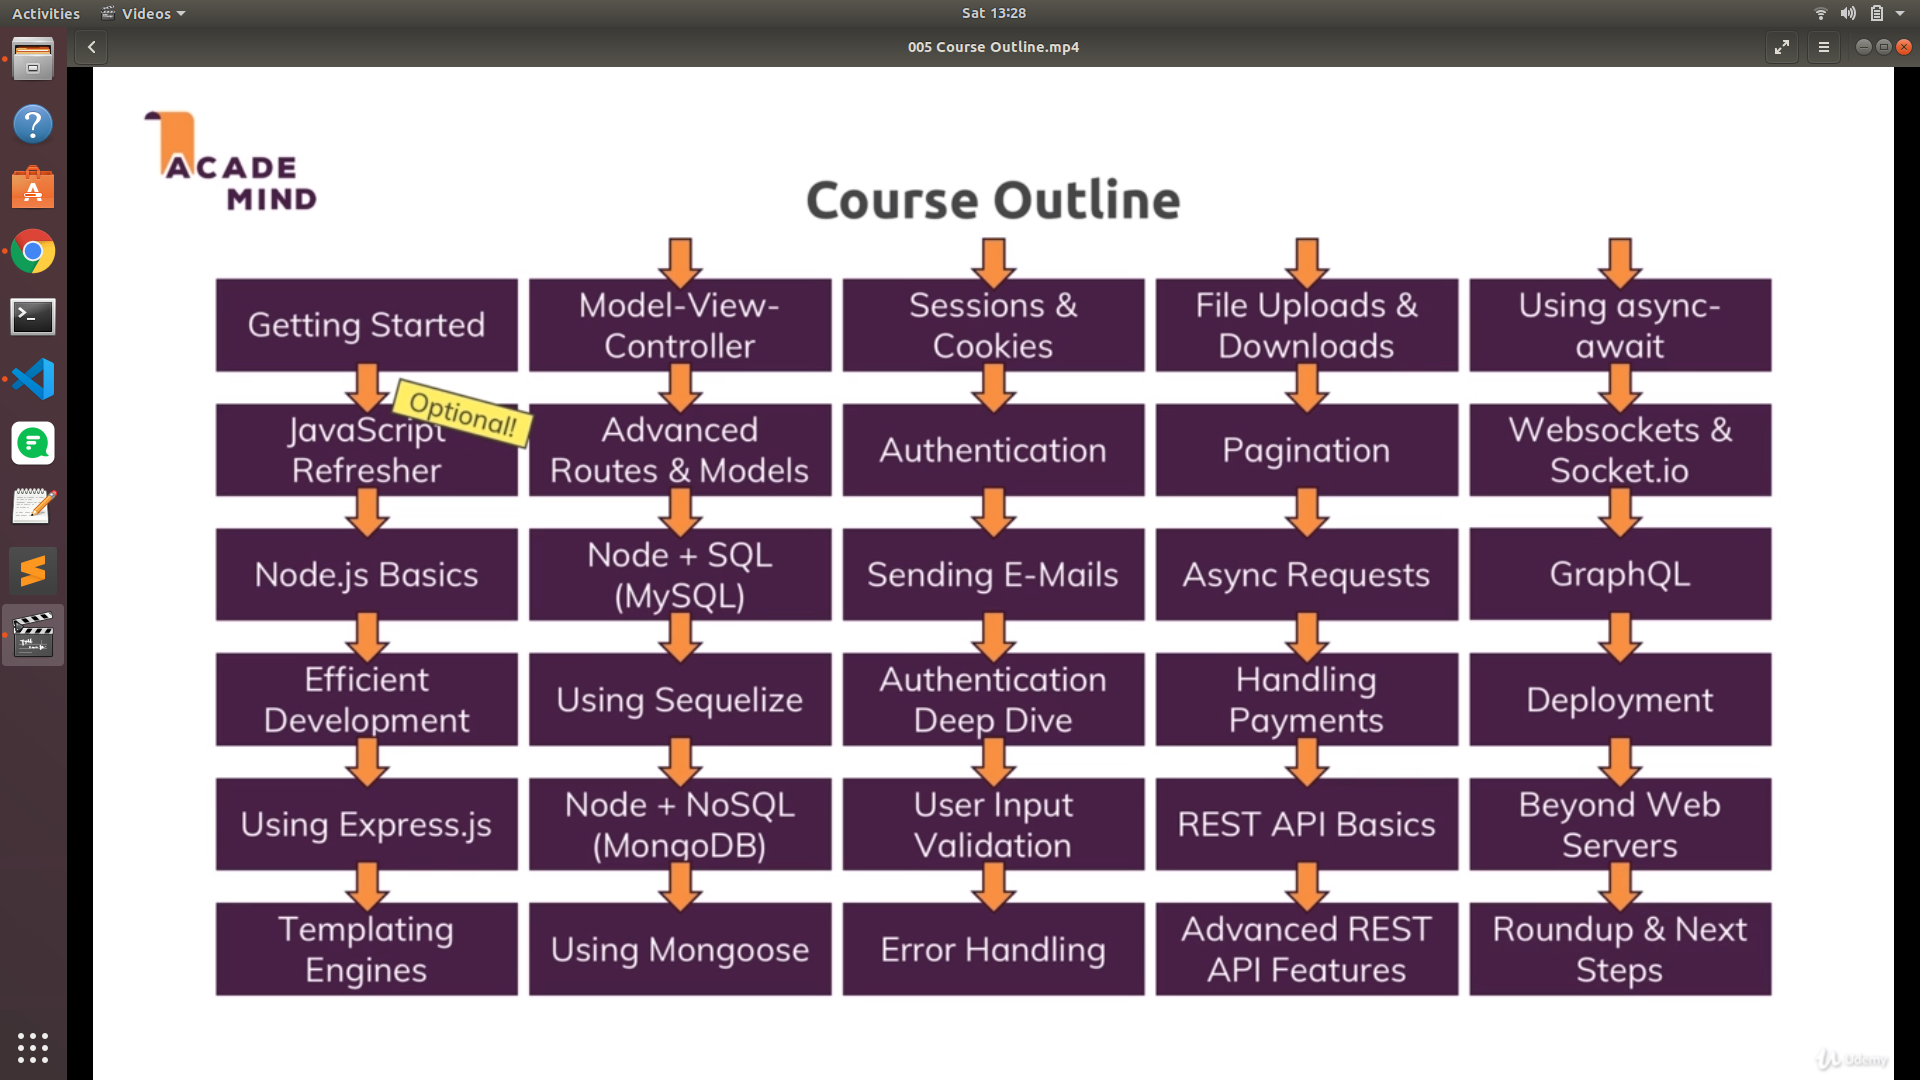 Activities
Videos
Sat 13:28
005 Course Outline.mp4
ACADE
MIND
Course Outline
Getting Started
Optional!
JavaScript
Refresher
Node.js Basics
Efficient
Development
Using Express.js
Templating
Engines
Model-View-
Controller
Advanced
Routes & Models
Node + SQL
(MySQL)
Using Sequelize
Node + NoSQL
(MongoDB)
Using Mongoose
Sessions &
Cookies
Authentication
Sending E-Mails
Authentication
Deep Dive
User Input
Validation
Error Handling
File Uploads &
Downloads
Pagination
Async Requests
Handling
Payments
REST API Basics
Advanced REST
API Features
Using async-
await
Websockets &
Socket.io
GraphQL
Deployment
Beyond Web
Servers
Roundup & Next
Steps
Udemy